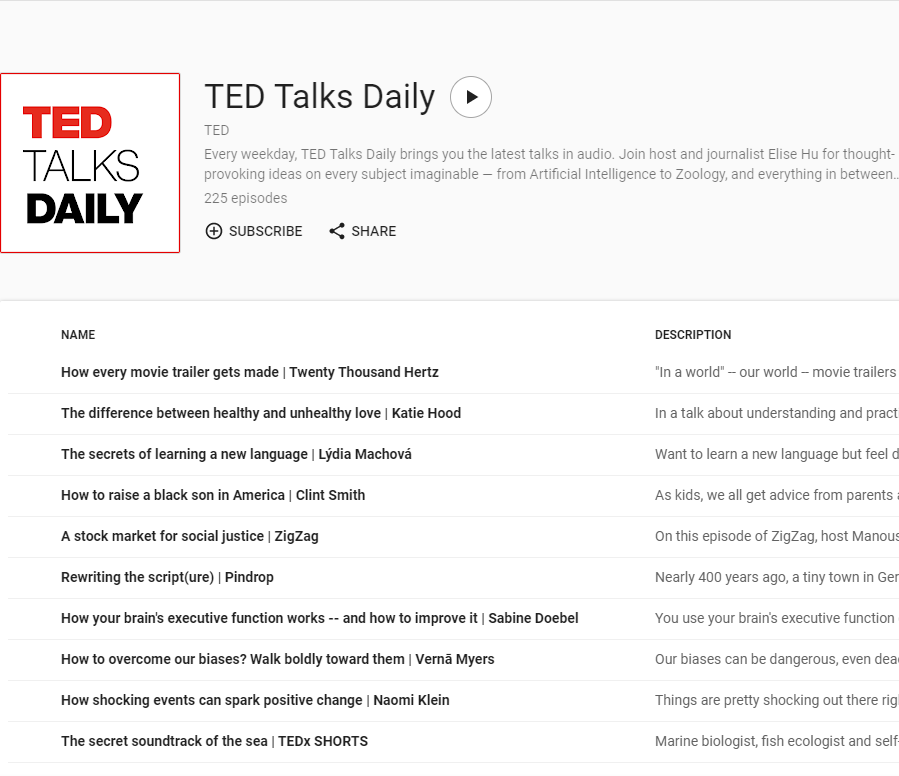 TED
TALKS
DAILY
TED Talks Daily
TED
Every weekday, TED Talks Daily brings you the latest talks in audio. Join host and journalist Elise Hu for thought-
provoking ideas on every subject imaginable — from Artificial Intelligence to Zoology, and everything in between...
225 episodes
SUBSCRIBE SHARE
NAME DESCRIPTION
How every movie trailer gets made | Twenty Thousand Hertz "In a world" -- our world -- movie trailers
The difference between healthy and unhealthy love | Katie Hood In a talk about understanding and pract
The secrets of learning a new language | Lýdia Machová Want to learn a new language but feel d
How to raise a black son in America | Clint Smith As kids, we all get advice from parents a
A stock market for social justice | ZigZag On this episode of ZigZag, host Manous
Rewriting the script(ure) | Pindrop Nearly 400 years ago, a tiny town in Ger
How your brain's executive function works -- and how to improve it | Sabine Doebel You use your brain's executive function
How to overcome our biases? Walk boldly toward them | Vernā Myers Our biases can be dangerous, even dea
How shocking events can spark positive change | Naomi Klein Things are pretty shocking out there rig
The secret soundtrack of the sea | TEDx SHORTS Marine biologist, fish ecologist and self-